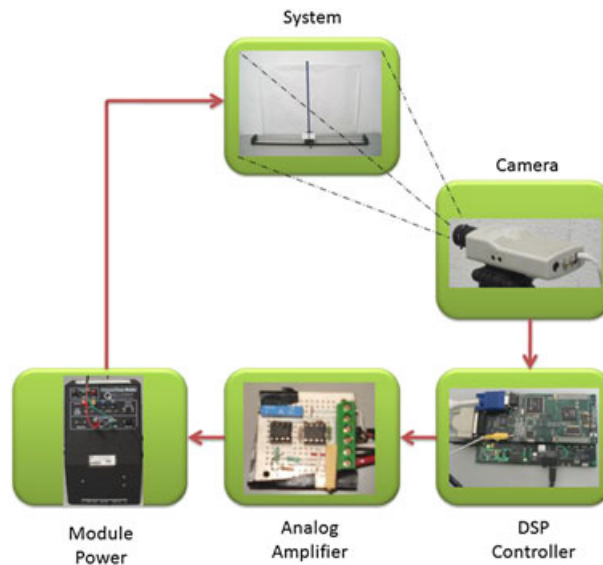 System
Camera
Module
Power
Analog
Amplifier
DSP
Controller